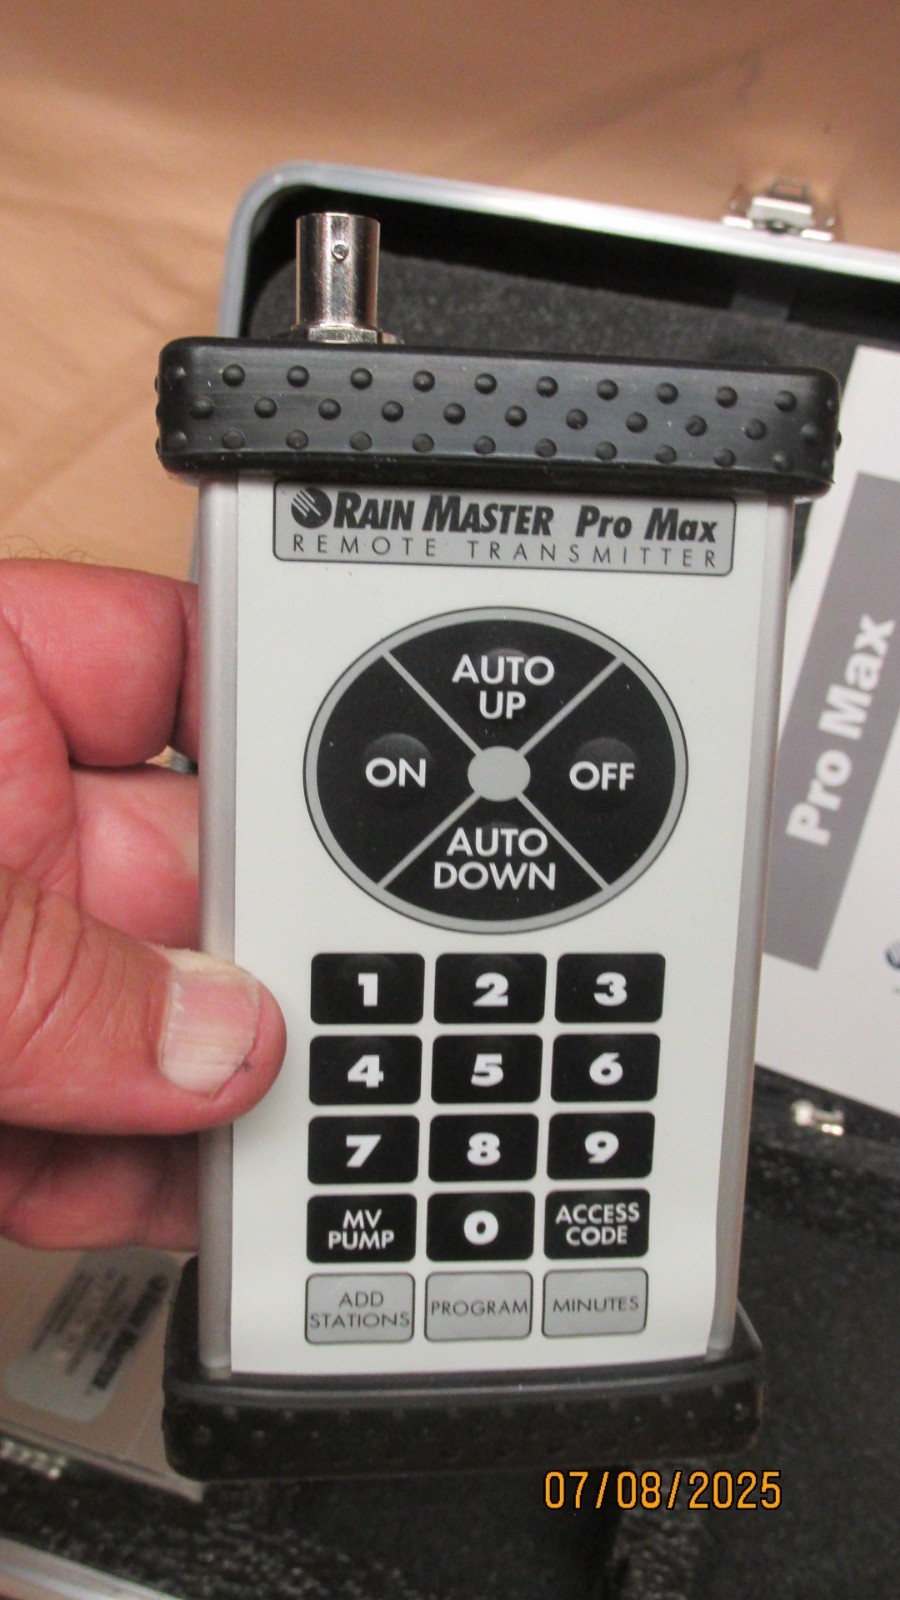 RAIN MASTER Pro Max
REMOTE TRANSMITTER
AUTO
UP
ON
OFF
AUTO
DOWN
1
2
3
4
5
6
7
8
9
MV
PUMP
0
ACCESS
CODE
ADD
STATIONS
PROGRAM
MINUTES
Pro Max
07/08/2025